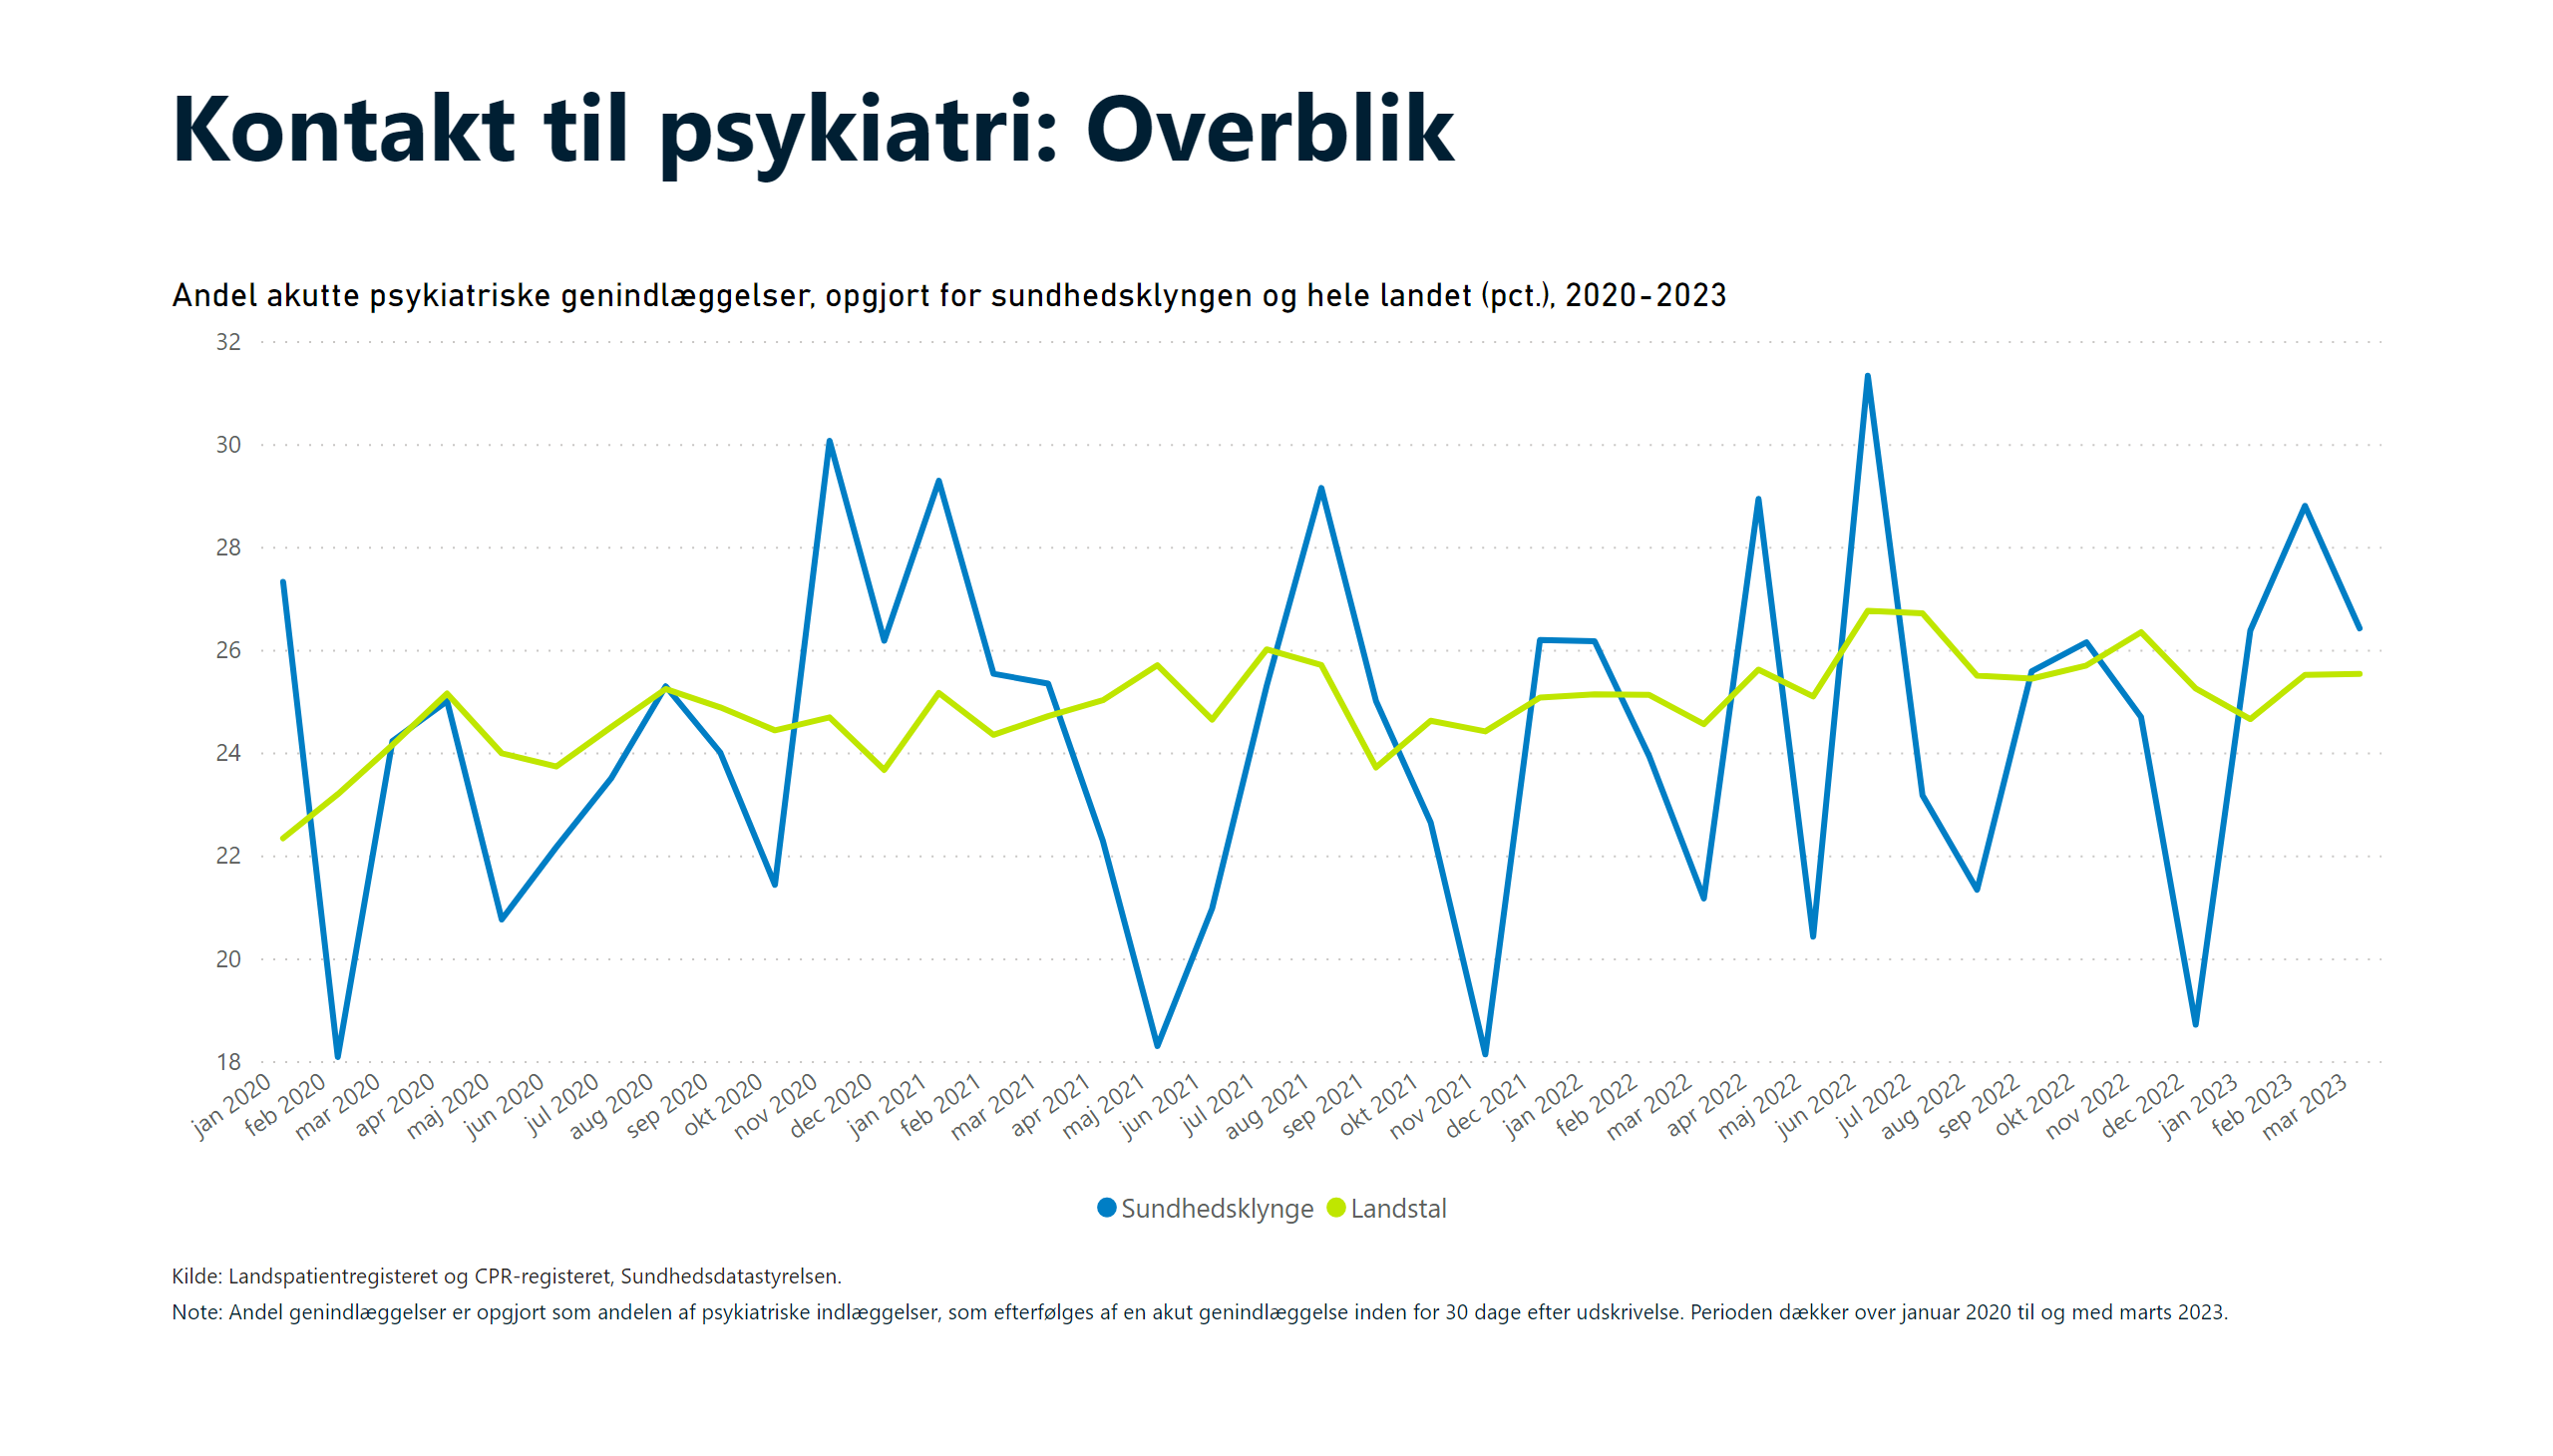 Kontakt til psykiatri: Overblik
Andel akutte psykiatriske genindlæggelser, opgjort for sundhedsklyngen og hele landet (pct.), 2020-2023
32
30
28
26
24
22
20
18
jan 2020
feb 2020
mar 2020
apr 2020
maj 2020
jun 2020
jul 2020
aug 2020
sep 2020
okt 2020
nov 2020
dec 2020
jan 2021
feb 2021
mar 2021
apr 2021
maj 2021
jun 2021
jul 2021
aug 2021
sep 2021
okt 2021
nov 2021
dec 2021
jan 2022
feb 2022
mar 2022
apr 2022
maj 2022
jun 2022
jul 2022
aug 2022
sep 2022
okt 2022
nov 2022
dec 2022
jan 2023
feb 2023
mar 2023
Sundhedsklynge Landstal
Kilde: Landspatientregisteret og CPR-registeret, Sundhedsdatastyrelsen.
Note: Andel genindlæggelser er opgjort som andelen af psykiatriske indlæggelser, som efterfølges af en akut genindlæggelse inden for 30 dage efter udskrivelse. Perioden dækker over januar 2020 til og med marts 2023.